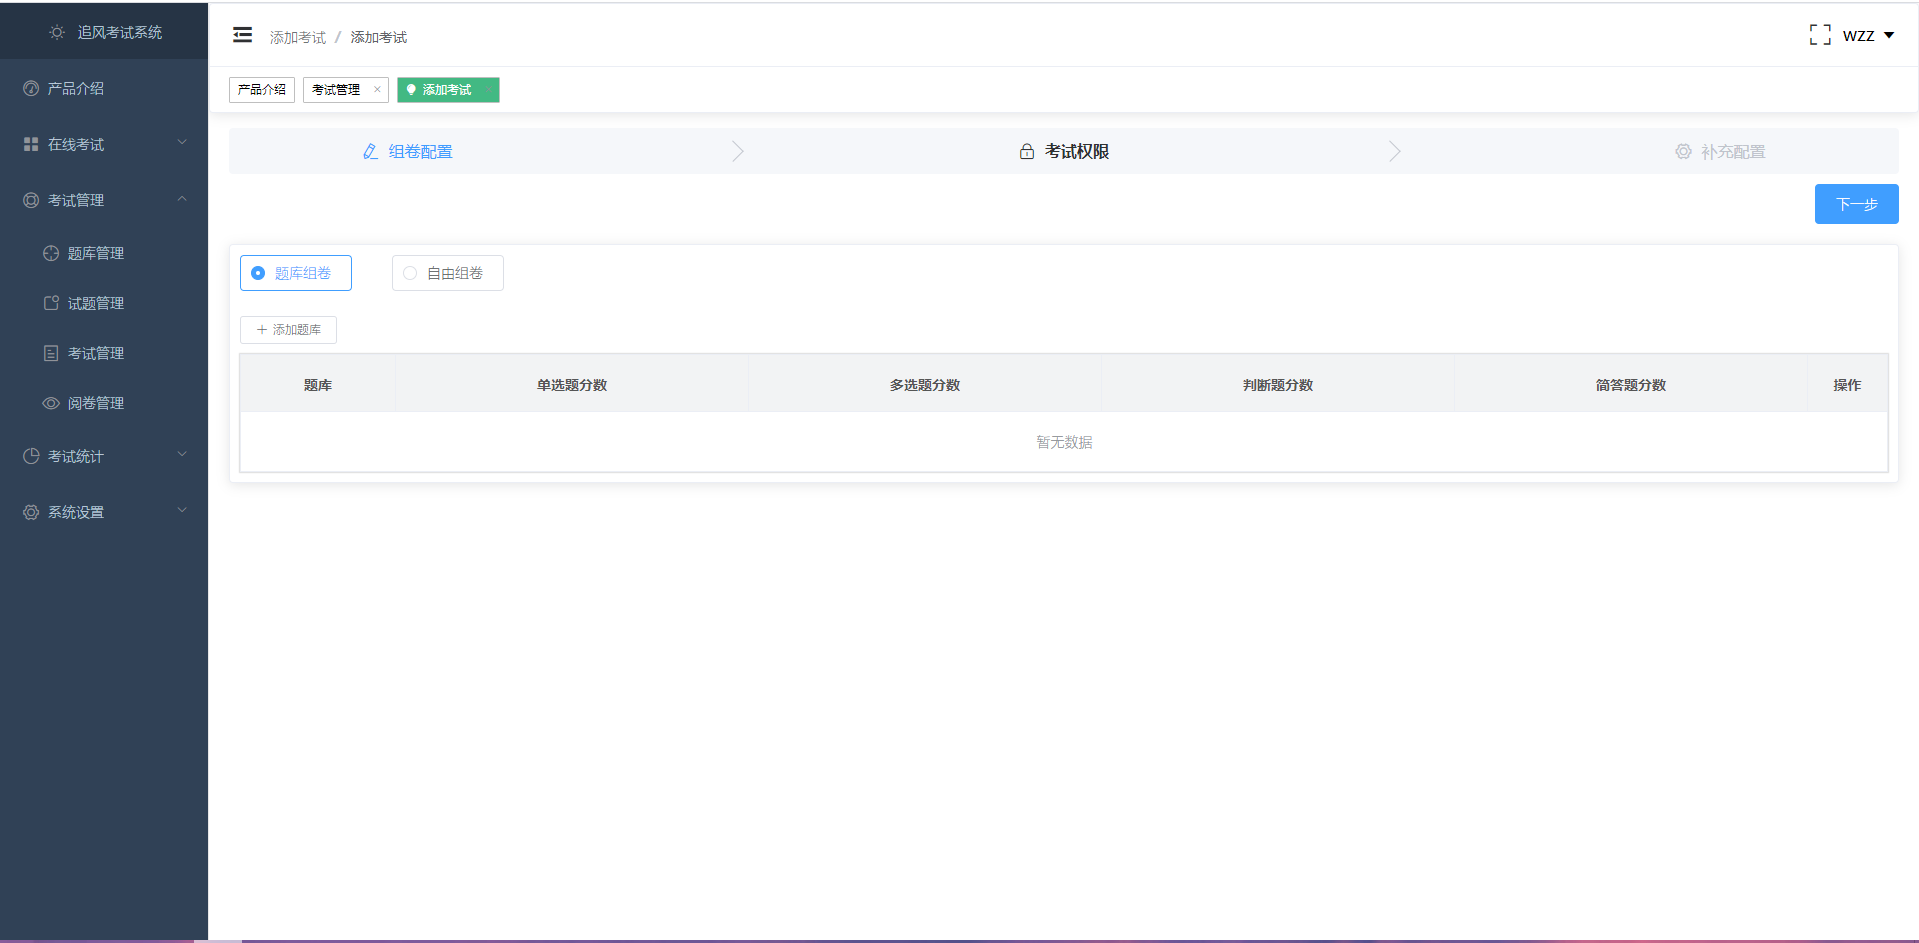 追风考试系统
产品介绍
在线考试
考试管理
题库管理
试题管理
考试管理
阅卷管理
考试统计
系统设置
添加考试 / 添加考试
wzz
产品介绍 考试管理 × 添加考试
组卷配置 考试权限 补充配置
下一步
题库组卷 自由组卷
+ 添加题库
题库 单选题分数 多选题分数 判断题分数 简答题分数 操作
暂无数据